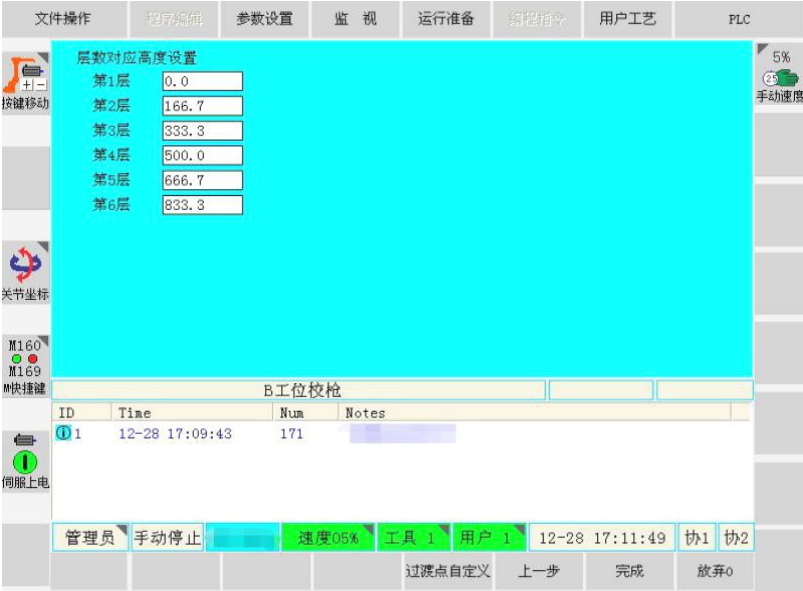 文件操作 程序编辑 参数设置 监 视 运行准备 编程指令 用户工艺 PLC
层数对应高度设置
第1层 0.0
第2层 166.7
第3层 333.3
第4层 500.0
第5层 666.7
第6层 833.3
按键移动
关节坐标
M160
M169
M快捷键
伺服上电
5%
25
手动速度
B工位校枪
ID Time Num Notes
1 12-28 17:09:43 171
管理员 手动停止 速度05% 工具 1 用户 1 12-28 17:11:49 协1 协2
过渡点自定义 上一步 完成 放弃0